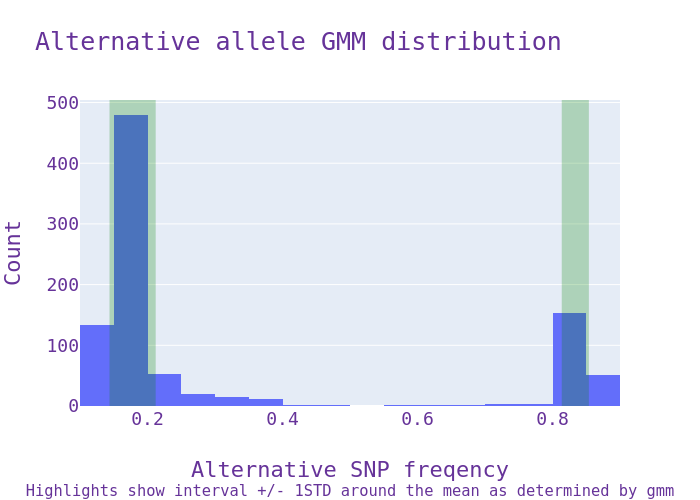 Alternative allele GMM distribution
500
400
300
200
100
0
Count
0.2 0.4 0.6 0.8
Alternative SNP freqency
Highlights show interval +/- 1STD around the mean as determined by gmm